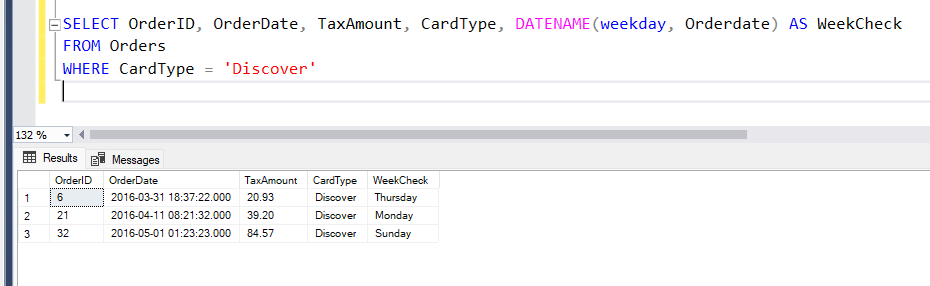 SELECT OrderID, OrderDate, TaxAmount, CardType, DATENAME(weekday, Orderdate) AS WeekCheck
FROM Orders
WHERE CardType = 'Discover'
132 %
Results Messages
OrderID OrderDate TaxAmount CardType WeekCheck
1 6 2016-03-31 18:37:22.000 20.93 Discover Thursday
2 21 2016-04-11 08:21:32.000 39.20 Discover Monday
3 32 2016-05-01 01:23:23.000 84.57 Discover Sunday